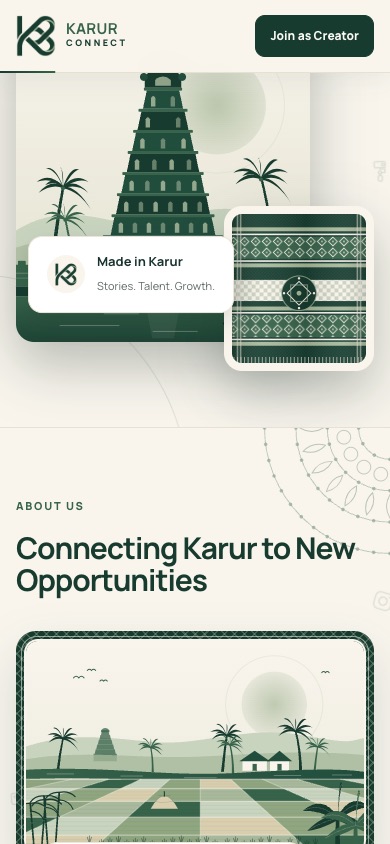 KARUR
CONNECT
Join as Creator
Made in Karur
Stories. Talent. Growth.
ABOUT US
Connecting Karur to New
Opportunities